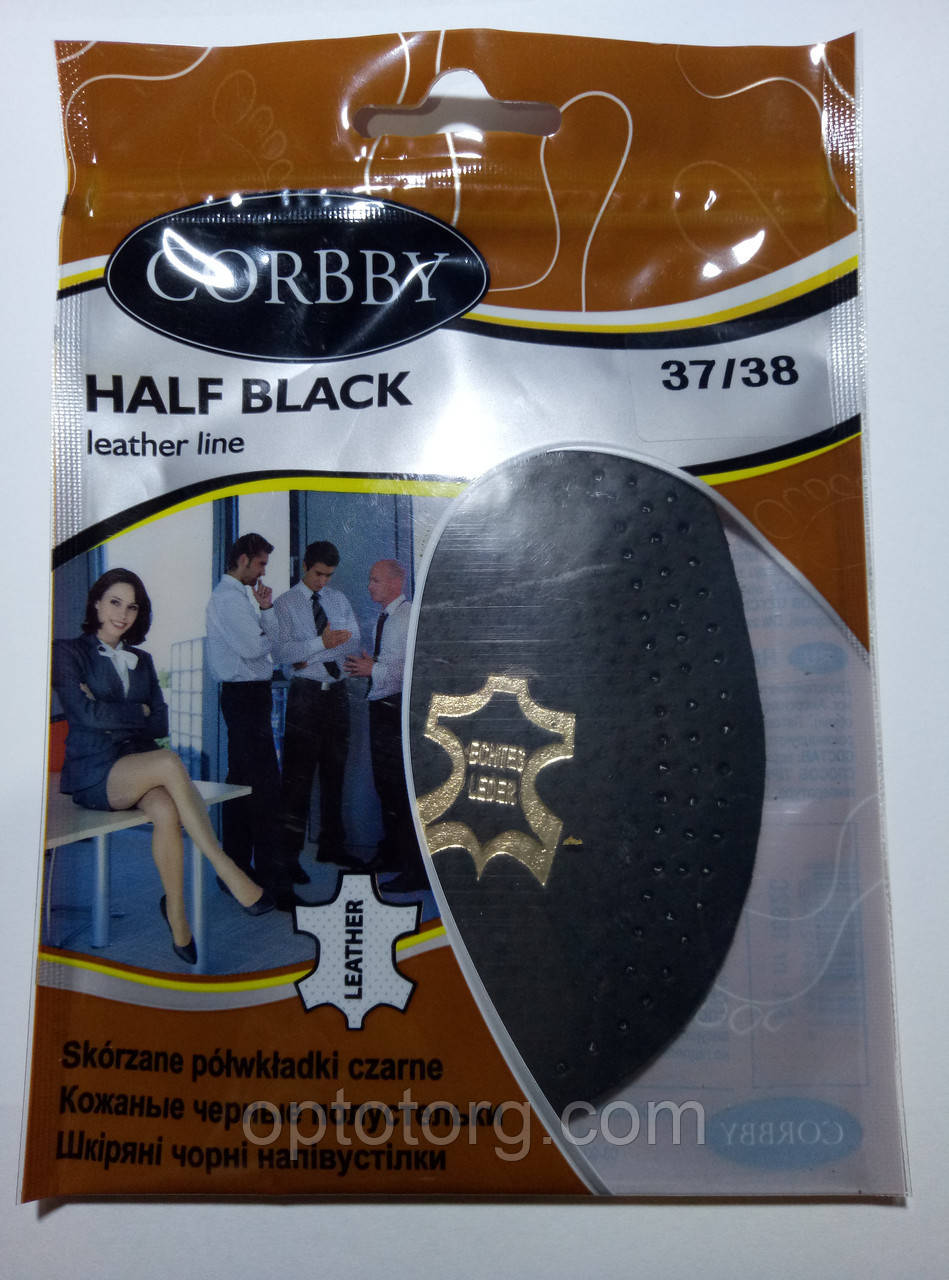 CORBBY
HALF BLACK
37/38
leather line
ECHTES
LEDER
LEATHER
Skórzane półwkładki czarne
Кожаные черные полустельки
Шкіряні чорні напівустілки
optotorg.com
CORBBY